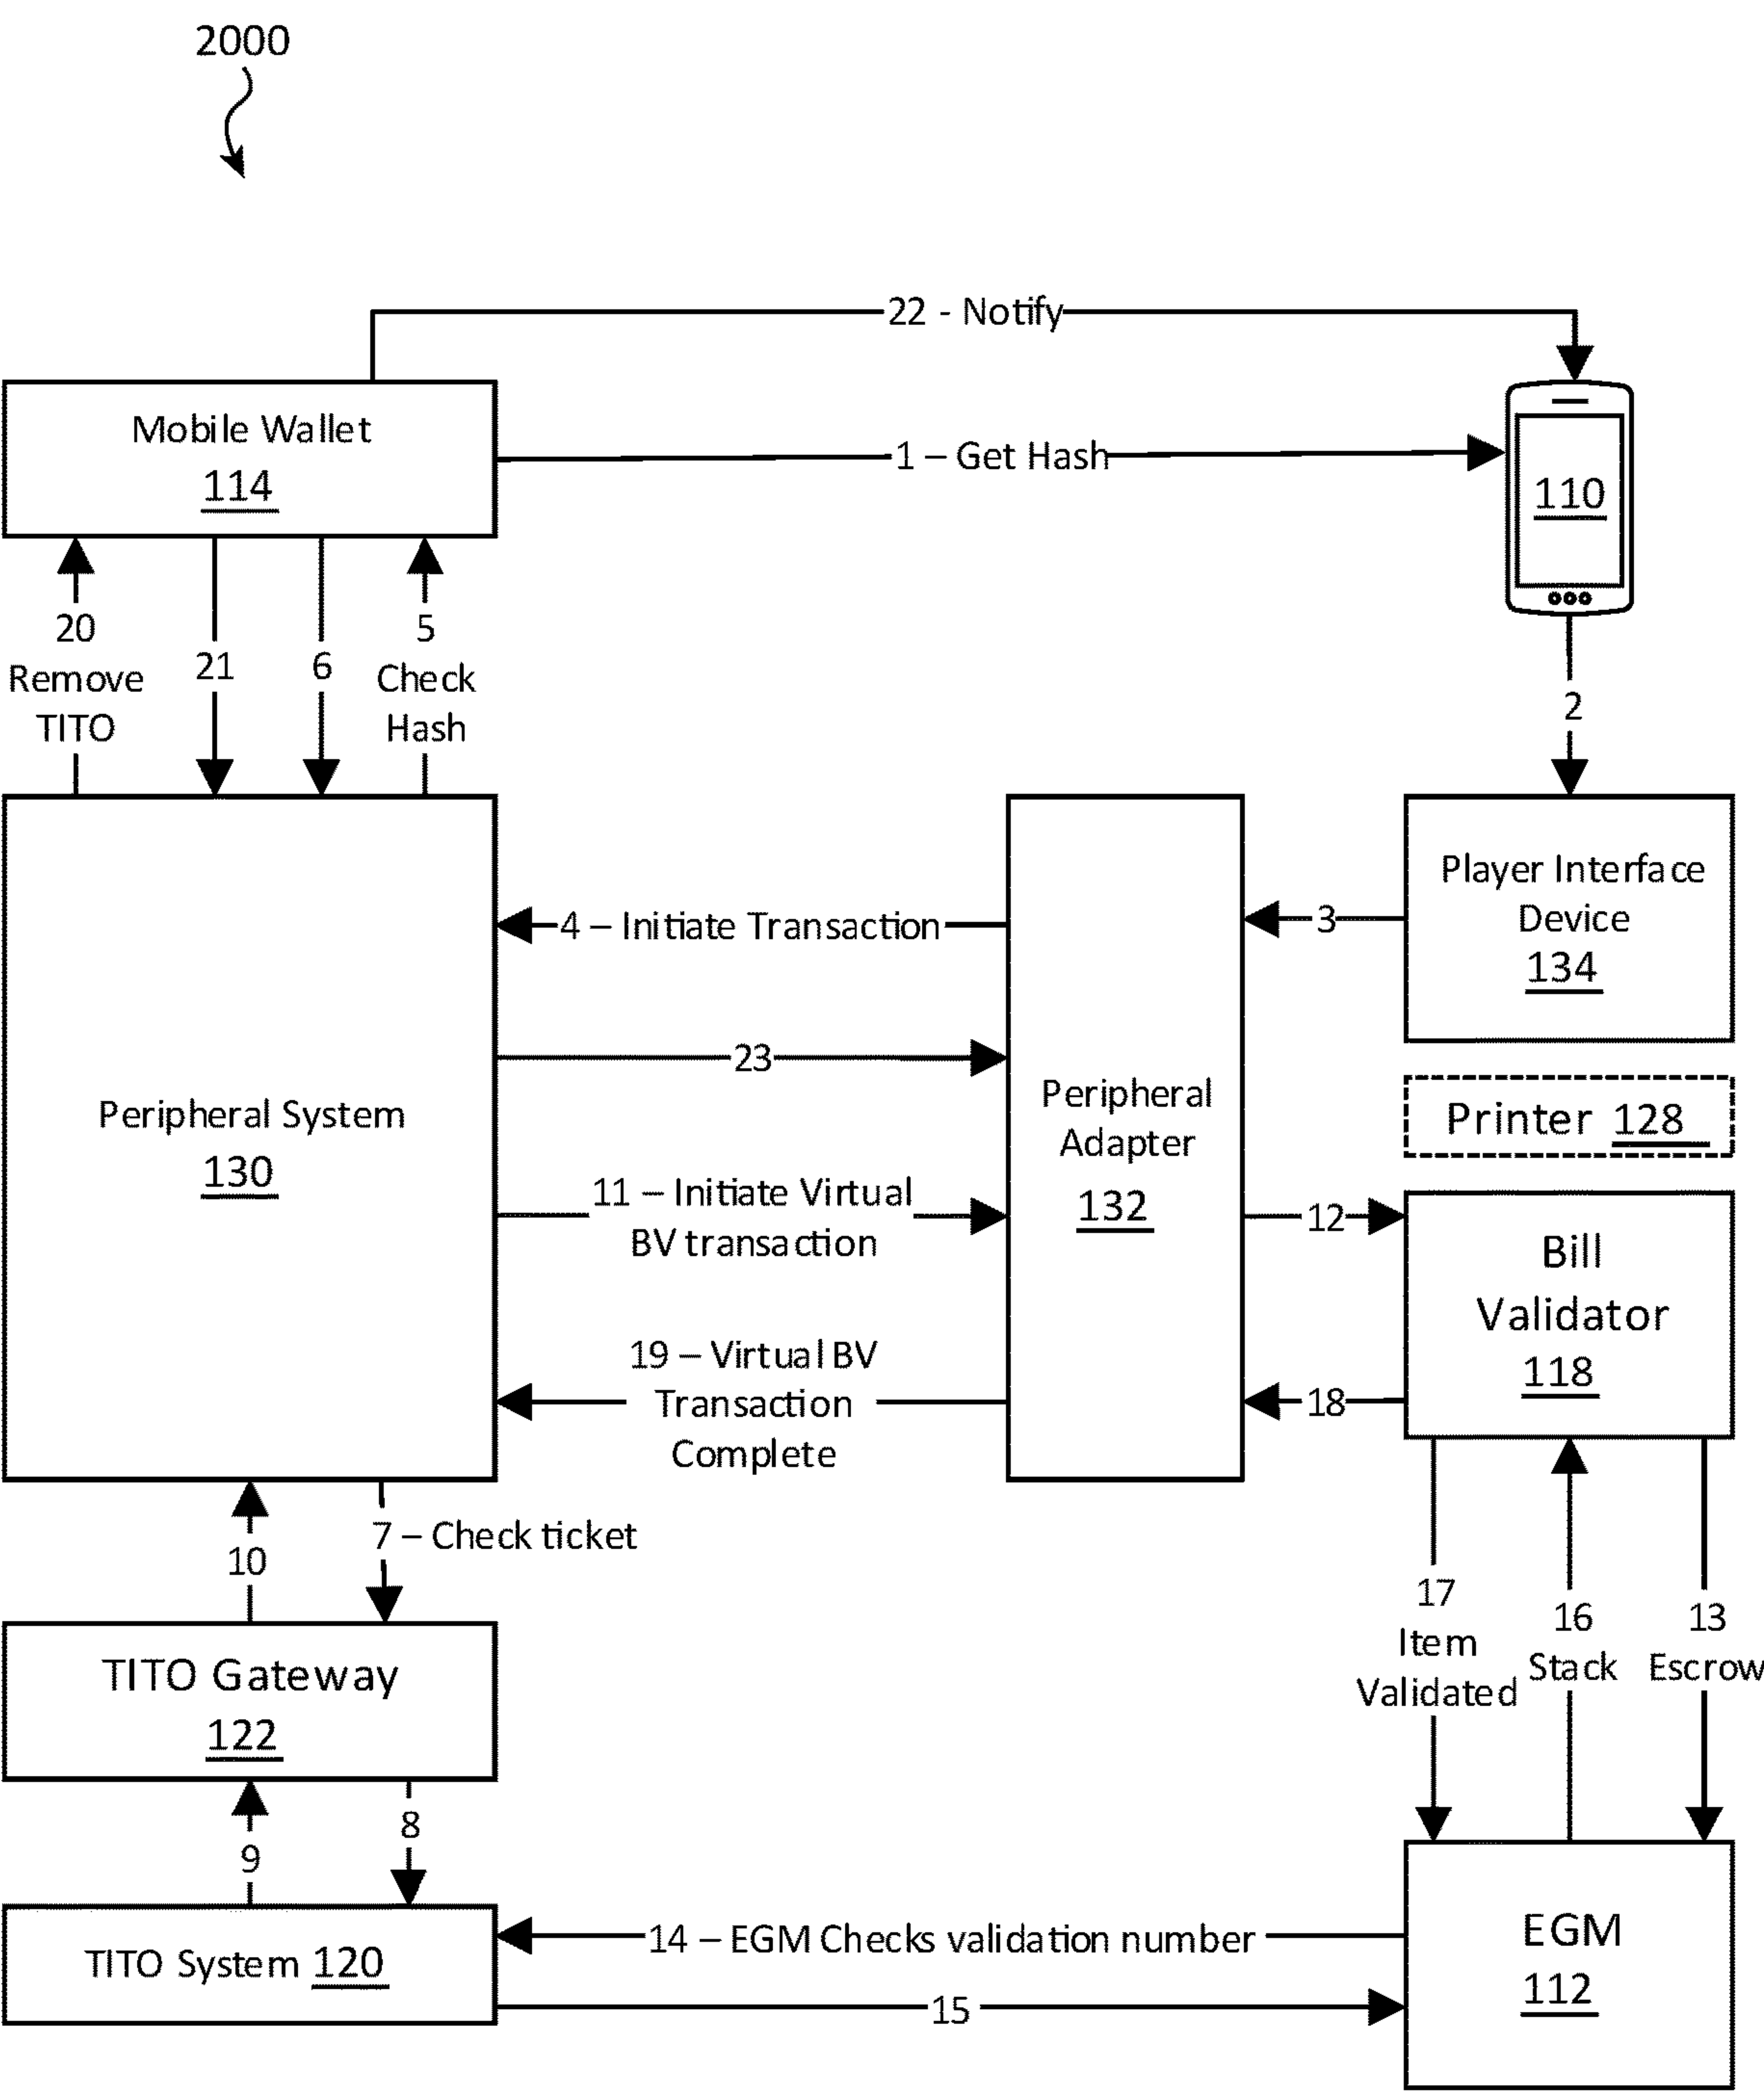 2000
22 - Notify
Mobile Wallet
114
1 – Get Hash
110
20
Remove
TITO
21
6
5
Check
Hash
2
Peripheral System
130
4 – Initiate Transaction
23
11 – Initiate Virtual
BV transaction
19 – Virtual BV
Transaction
Complete
Peripheral
Adapter
132
3
12
18
Player Interface
Device
134
Printer 128
Bill
Validator
118
10
7 – Check ticket
17
Item
Validated
16
Stack
13
Escrow
TITO Gateway
122
9
8
TITO System 120
14 – EGM Checks validation number
15
EGM
112